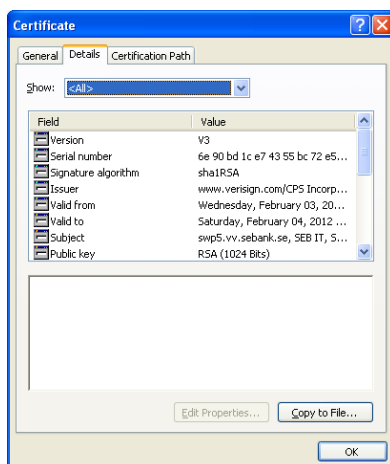 Certificate
General Details Certification Path
Show: <All>
Field Value
Version V3
Serial number 6e 90 bd 1c e7 43 55 bc 72 e5...
Signature algorithm sha1RSA
Issuer www.verisign.com/CPS Incorp...
Valid from Wednesday, February 03, 20...
Valid to Saturday, February 04, 2012 ...
Subject swp5.vv.sebank.se, SEB IT, S...
Public key RSA (1024 Bits)
Edit Properties... Copy to File...
OK